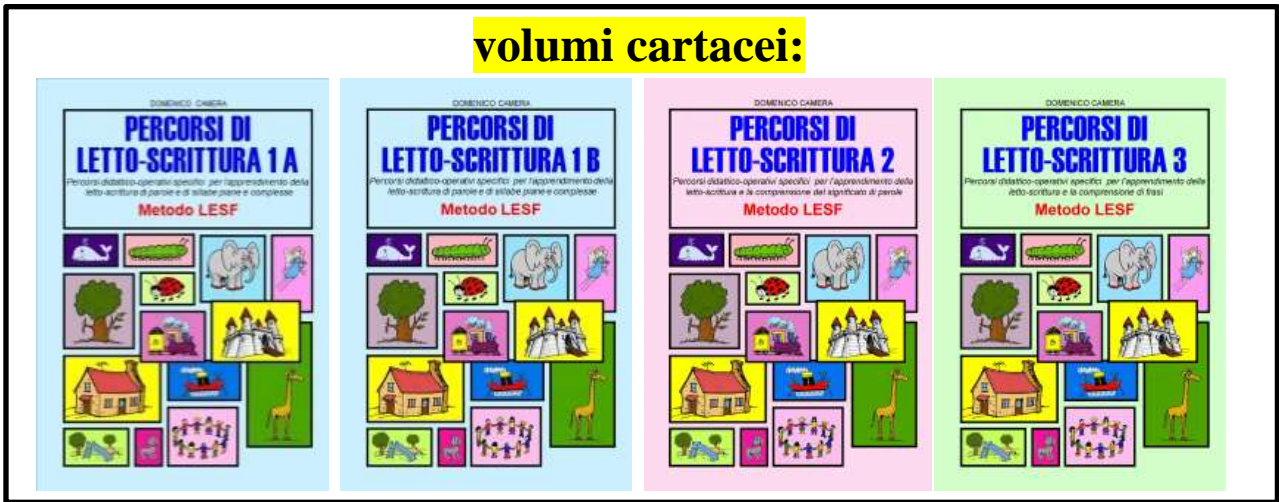 volumi cartacei:
DOMENICO CAMERA
PERCORSI DI
LETTO-SCRITTURA 1 A
Percorsi didattico-operativi specifici per l'apprendimento della
letto-scrittura di parole e di sillabe piane e complesse
Metodo LESF
DOMENICO CAMERA
PERCORSI DI
LETTO-SCRITTURA 1 B
Percorsi didattico-operativi specifici per l'apprendimento della
letto-scrittura di parole e di sillabe piane e complesse
Metodo LESF
DOMENICO CAMERA
PERCORSI DI
LETTO-SCRITTURA 2
Percorsi didattico-operativi specifici per l'apprendimento della
letto-scrittura e la comprensione del significato di parole
Metodo LESF
DOMENICO CAMERA
PERCORSI DI
LETTO-SCRITTURA 3
Percorsi didattico-operativi specifici per l'apprendimento della
letto-scrittura e la comprensione di frasi
Metodo LESF